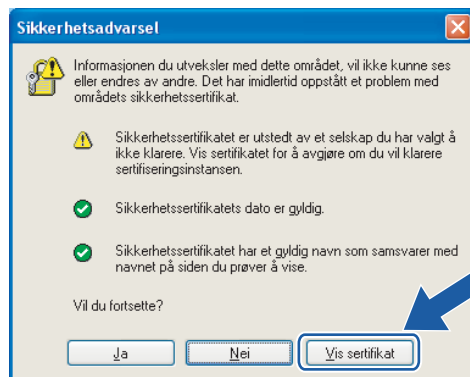 Sikkerhetsadvarsel
Informasjonen du utveksler med dette området, vil ikke kunne ses
eller endres av andre. Det har imidlertid oppstått et problem med
områdets sikkerhetssertifikat.
Sikkerhetssertifikatet er utstedt av et selskap du har valgt å
ikke klarere. Vis sertifikatet for å avgjøre om du vil klarere
sertifiseringsinstansen.
Sikkerhetssertifikatets dato er gyldig.
Sikkerhetssertifikatet har et gyldig navn som samsvarer med
navnet på siden du prøver å vise.
Vil du fortsette?
Ja Nei Vis sertifikat